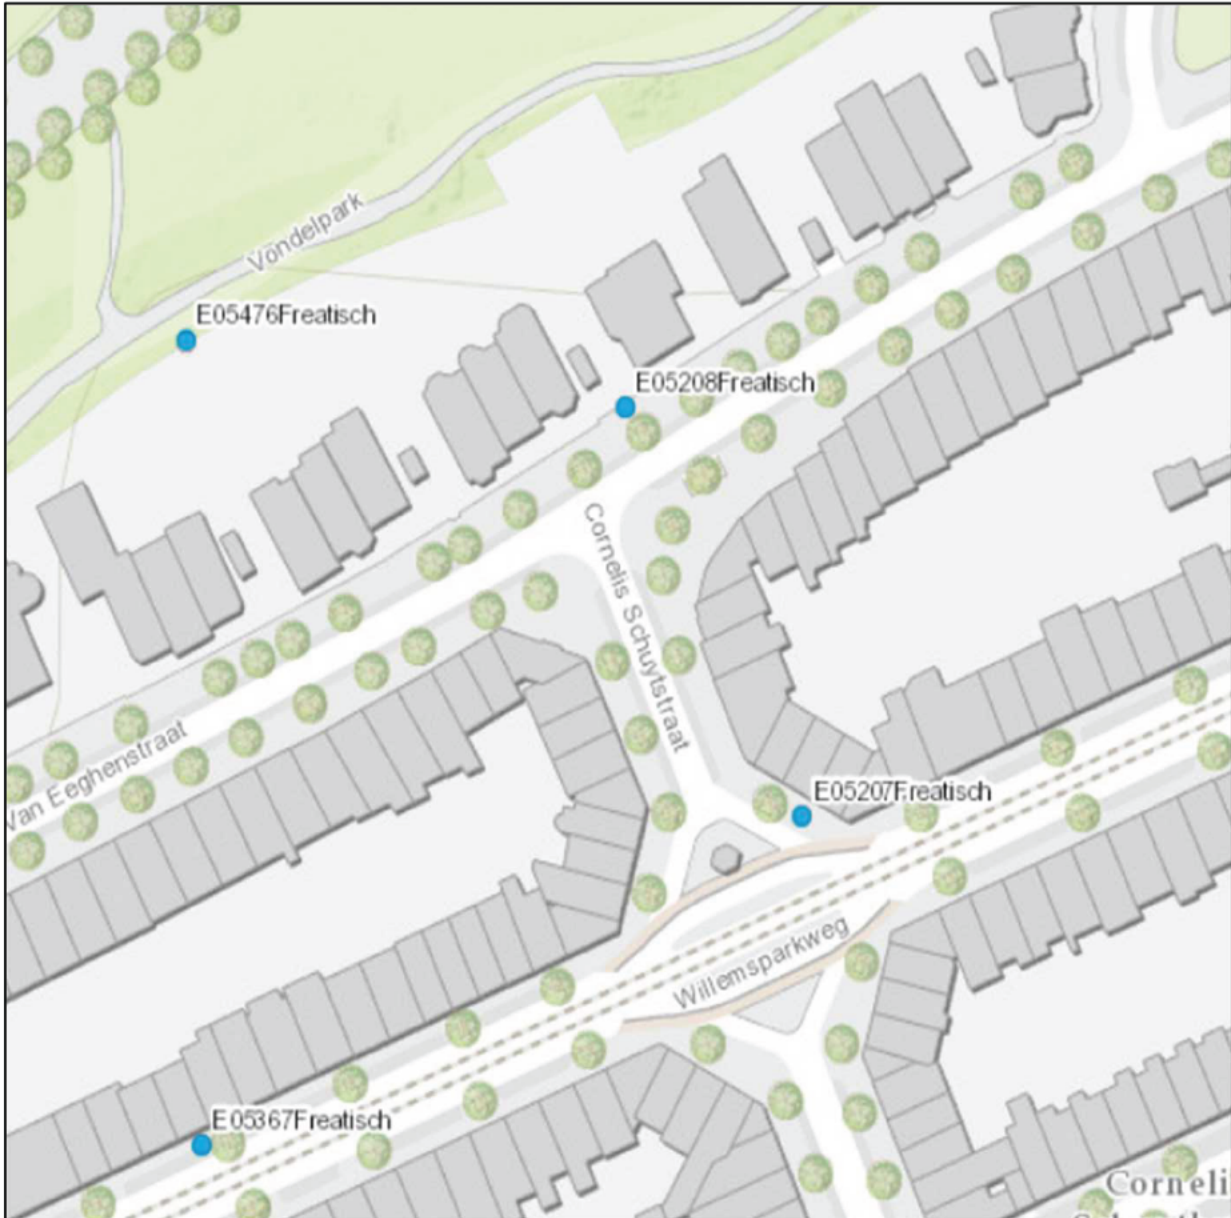 Vondelpark
E05476Freatisch
E05208Freatisch
Cornelis Schuytstraat
Van Eeghenstraat
E05207Freatisch
Willemsparkweg
E05367Freatisch
Corneli